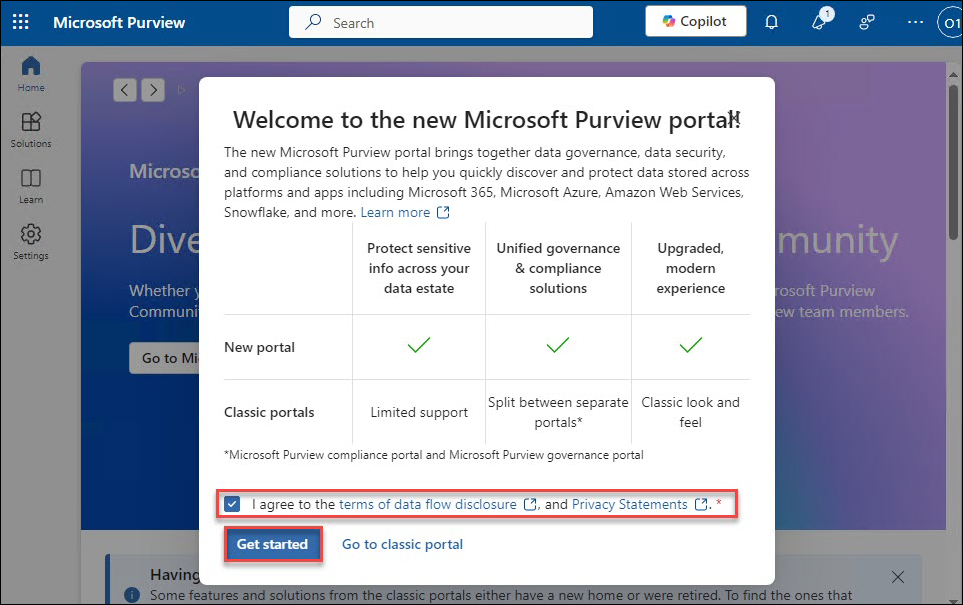 Microsoft Purview
Search
Copilot
1
O1
Home
Solutions
Learn
Settings
Welcome to the new Microsoft Purview portal!
The new Microsoft Purview portal brings together data governance, data security,
and compliance solutions to help you quickly discover and protect data stored across
platforms and apps including Microsoft 365, Microsoft Azure, Amazon Web Services,
Snowflake, and more. Learn more
Protect sensitive
info across your
data estate
Unified governance
& compliance
solutions
Upgraded,
modern
experience
New portal
Classic portals
Limited support
Split between separate
portals*
Classic look and
feel
*Microsoft Purview compliance portal and Microsoft Purview governance portal
I agree to the terms of data flow disclosure , and Privacy Statements . *
Get started
Go to classic portal
Dive
munity
Whether
rosoft Purview
ew team members.
Go to
Having
Some features and solutions from the classic portals either have a new home or were retired. To find the ones that